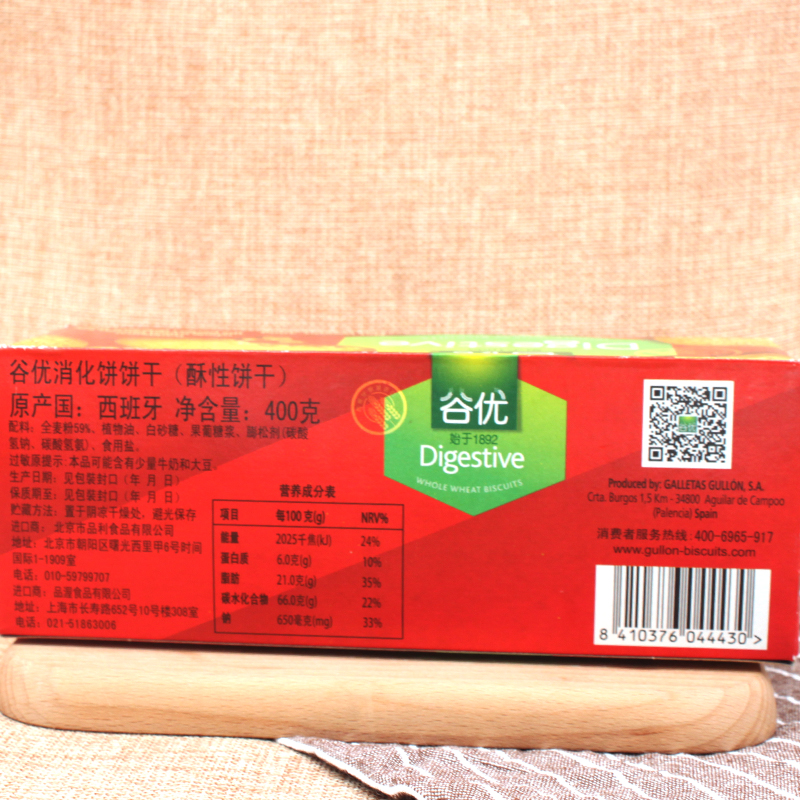 Digestive
谷优消化饼饼干（酥性饼干）
原产国：西班牙 净含量：400克
配料：全麦粉59%、植物油、白砂糖、果葡糖浆、膨松剂(碳酸
氢钠、碳酸氢氨）、食用盐。
过敏原提示:本品可能含有少量牛奶和大豆。
生产日期：见包装封口（年 月 日）
保质期至：见包装封口（年 月 日）
贮藏方法：置于阴凉干燥处，避光保存
进口商：北京市品利食品有限公司
地址：北京市朝阳区曙光西里甲6号时间
国际1-1909室
电话：010-59799707
进口商：品渥食品有限公司
地址：上海市长寿路652号10号楼308室
电话：021-51863006
营养成分表
项目 每100克(g) NRV%
能量 2025千焦(kJ) 24%
蛋白质 6.0克(g) 10%
脂肪 21.0克(g) 35%
碳水化合物 66.0克(g) 22%
钠 650毫克(mg) 33%
谷优
始于1892
Digestive
WHOLE WHEAT BISCUITS
Produced by: GALLETAS GULLÓN, S.A.
Crta. Burgos 1,5 Km - 34800 Aguilar de Campoo
(Palencia) Spain
消费者服务热线: 400-6965-917
www.gullon-biscuits.com
8 410376 044430 >